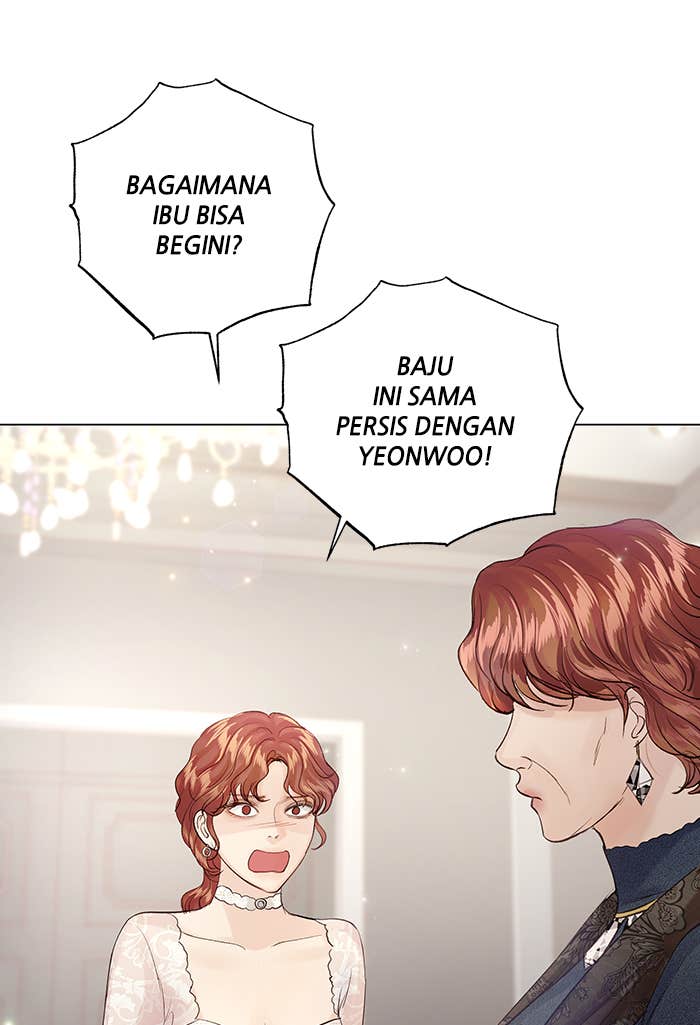 BAGAIMANA
IBU BISA
BEGINI?
BAJU
INI SAMA
PERSIS DENGAN
YEONWOO!